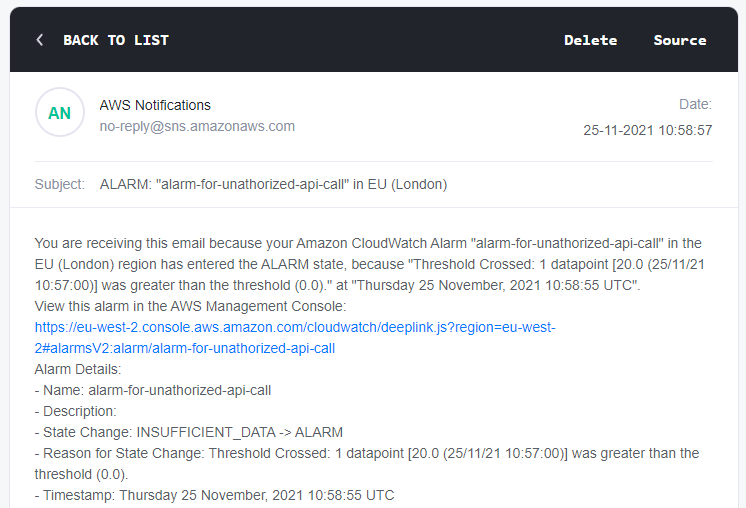 BACK TO LIST Delete Source
AN
AWS Notifications Date:
no-reply@sns.amazonaws.com 25-11-2021 10:58:57
Subject: ALARM: "alarm-for-unathorized-api-call" in EU (London)
You are receiving this email because your Amazon CloudWatch Alarm "alarm-for-unathorized-api-call" in the
EU (London) region has entered the ALARM state, because "Threshold Crossed: 1 datapoint [20.0 (25/11/21
10:57:00)] was greater than the threshold (0.0)." at "Thursday 25 November, 2021 10:58:55 UTC".
View this alarm in the AWS Management Console:
https://eu-west-2.console.aws.amazon.com/cloudwatch/deeplink.js?region=eu-west-
2#alarmsV2:alarm/alarm-for-unathorized-api-call
Alarm Details:
- Name: alarm-for-unathorized-api-call
- Description:
- State Change: INSUFFICIENT_DATA -> ALARM
- Reason for State Change: Threshold Crossed: 1 datapoint [20.0 (25/11/21 10:57:00)] was greater than the
threshold (0.0).
- Timestamp: Thursday 25 November, 2021 10:58:55 UTC